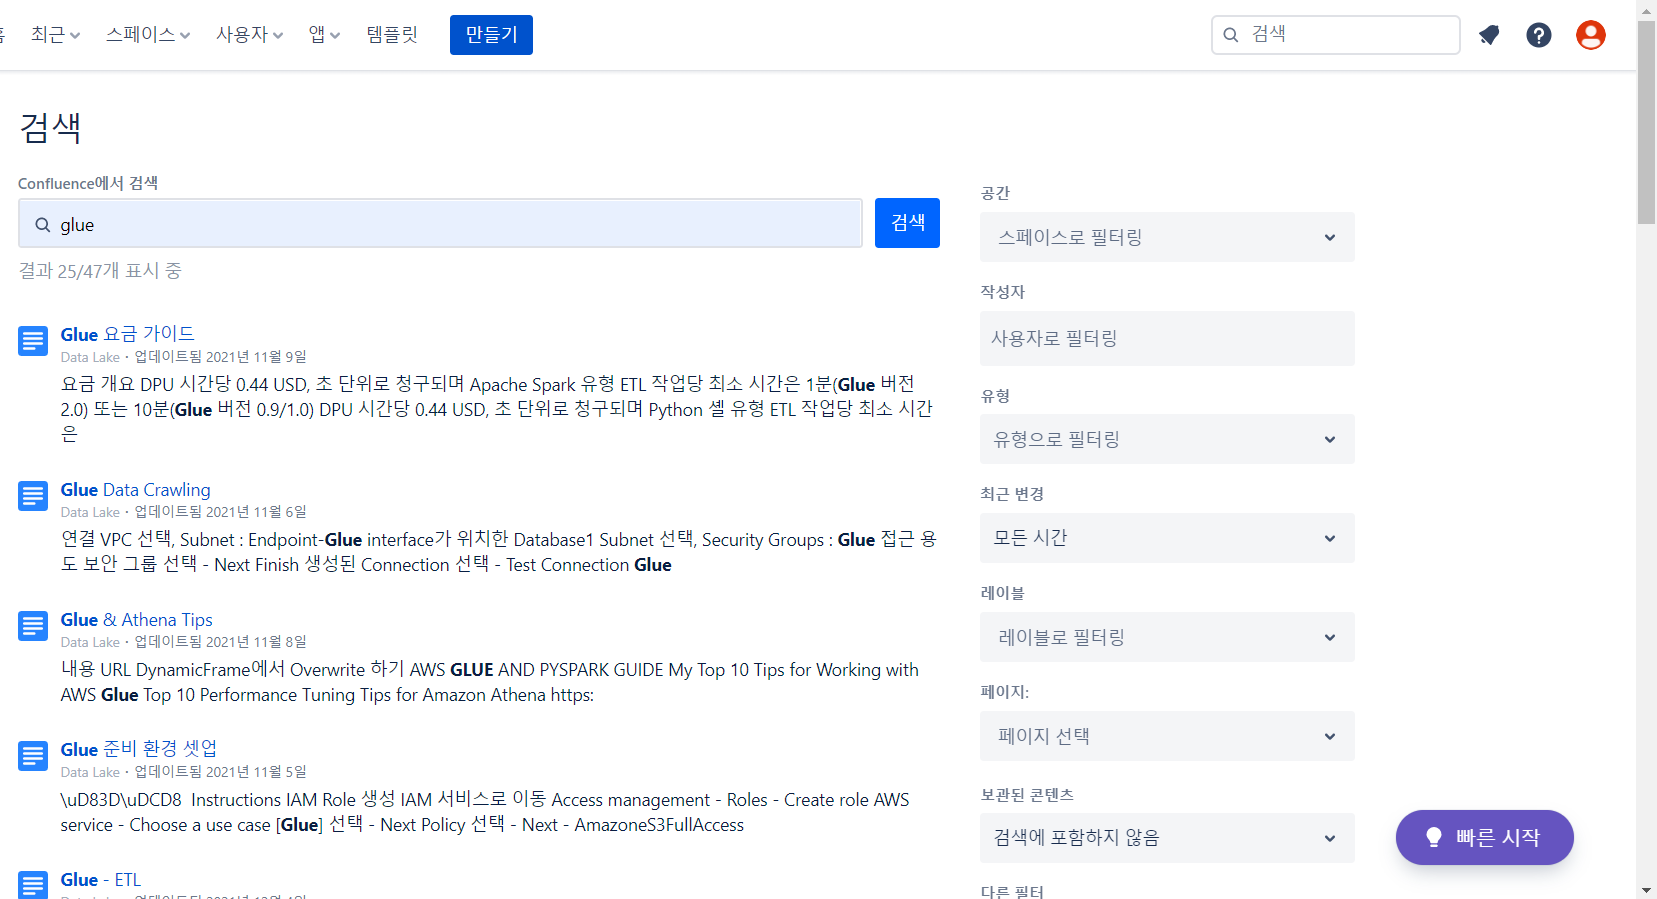 최근
스페이스
사용자
앱
템플릿
만들기
검색
검색
Confluence에서 검색
glue
검색
결과 25/47개 표시 중
Glue 요금 가이드
Data Lake · 업데이트됨 2021년 11월 9일
요금 개요 DPU 시간당 0.44 USD, 초 단위로 청구되며 Apache Spark 유형 ETL 작업당 최소 시간은 1분(Glue 버전
2.0) 또는 10분(Glue 버전 0.9/1.0) DPU 시간당 0.44 USD, 초 단위로 청구되며 Python 셸 유형 ETL 작업당 최소 시간
은
Glue Data Crawling
Data Lake · 업데이트됨 2021년 11월 6일
연결 VPC 선택, Subnet : Endpoint-Glue interface가 위치한 Database1 Subnet 선택, Security Groups : Glue 접근 용
도 보안 그룹 선택 - Next Finish 생성된 Connection 선택 - Test Connection Glue
Glue & Athena Tips
Data Lake · 업데이트됨 2021년 11월 8일
내용 URL DynamicFrame에서 Overwrite 하기 AWS GLUE AND PYSPARK GUIDE My Top 10 Tips for Working with
AWS Glue Top 10 Performance Tuning Tips for Amazon Athena https:
Glue 준비 환경 셋업
Data Lake · 업데이트됨 2021년 11월 5일
\uD83D\uDCD8 Instructions IAM Role 생성 IAM 서비스로 이동 Access management - Roles - Create role AWS
service - Choose a use case [Glue] 선택 - Next Policy 선택 - Next - AmazoneS3FullAccess
Glue - ETL
공간
스페이스로 필터링
작성자
사용자로 필터링
유형
유형으로 필터링
최근 변경
모든 시간
레이블
레이블로 필터링
페이지:
페이지 선택
보관된 콘텐츠
검색에 포함하지 않음
다른 필터
빠른 시작